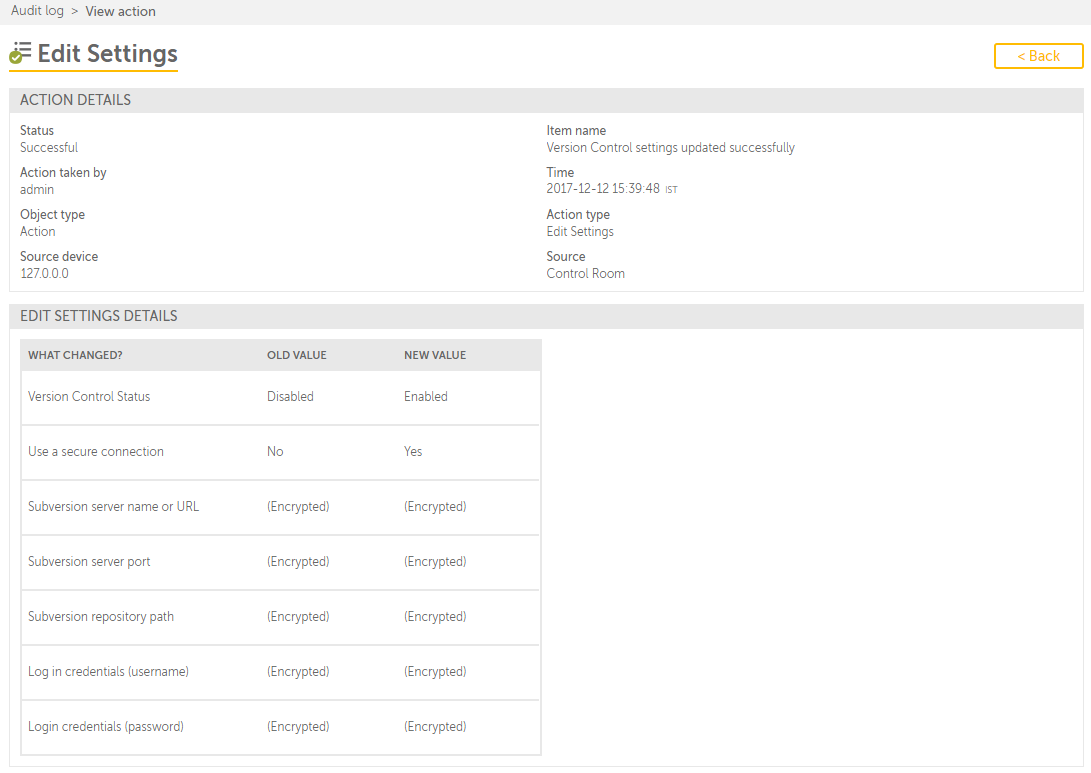 Audit log > View action
Edit Settings
< Back
ACTION DETAILS
Status
Successful
Item name
Version Control settings updated successfully
Action taken by
admin
Time
2017-12-12 15:39:48 IST
Object type
Action
Action type
Edit Settings
Source device
127.0.0.0
Source
Control Room
EDIT SETTINGS DETAILS
WHAT CHANGED? OLD VALUE NEW VALUE
Version Control Status Disabled Enabled
Use a secure connection No Yes
Subversion server name or URL (Encrypted) (Encrypted)
Subversion server port (Encrypted) (Encrypted)
Subversion repository path (Encrypted) (Encrypted)
Log in credentials (username) (Encrypted) (Encrypted)
Login credentials (password) (Encrypted) (Encrypted)